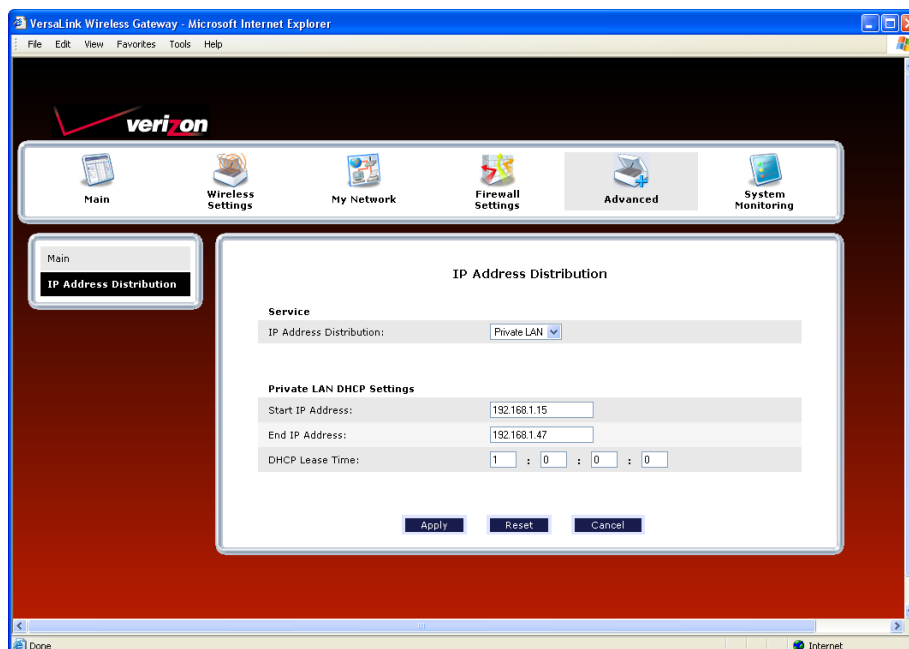 VersaLink Wireless Gateway - Microsoft Internet Explorer
File Edit View Favorites Tools Help
verizon
Main
Wireless Settings
My Network
Firewall Settings
Advanced
System Monitoring
Main
IP Address Distribution
IP Address Distribution
Service
IP Address Distribution: Private LAN
Private LAN DHCP Settings
Start IP Address: 192.168.1.15
End IP Address: 192.168.1.47
DHCP Lease Time: 1 : 0 : 0 : 0
Apply Reset Cancel
Done Internet